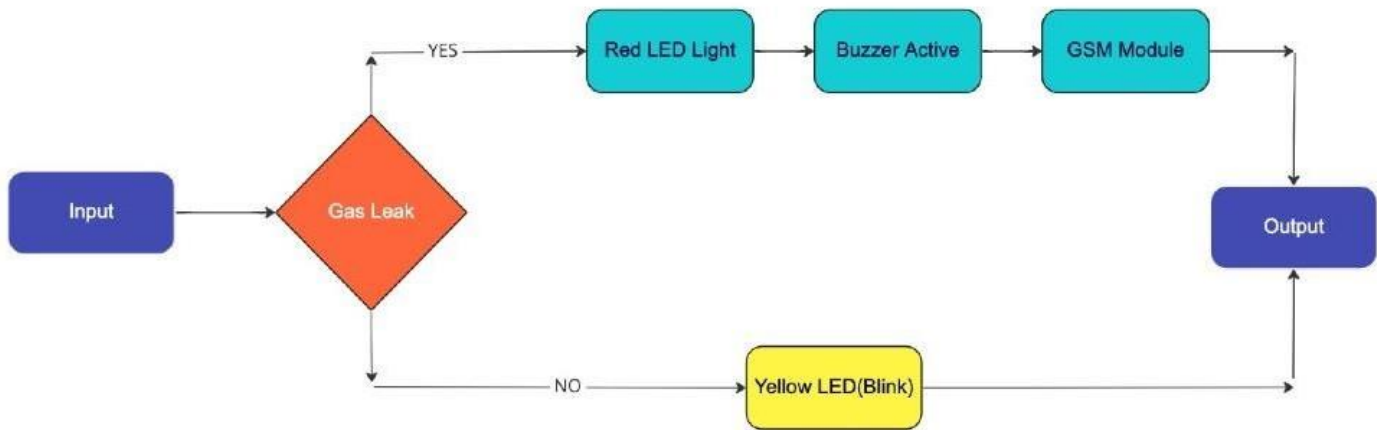 YES
Red LED Light
Buzzer Active
GSM Module
Input
Gas Leak
Output
NO
Yellow LED(Blink)